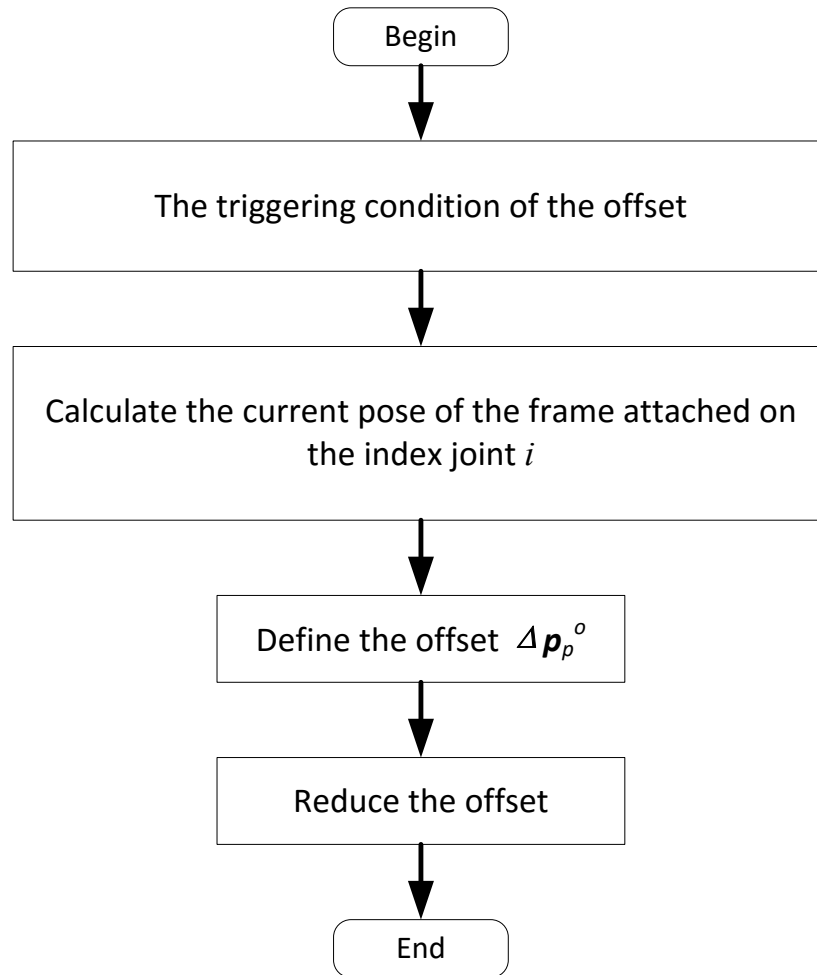 Begin
The triggering condition of the offset
Calculate the current pose of the frame attached on
the index joint i
Define the offset Δpₚᵒ
Reduce the offset
End